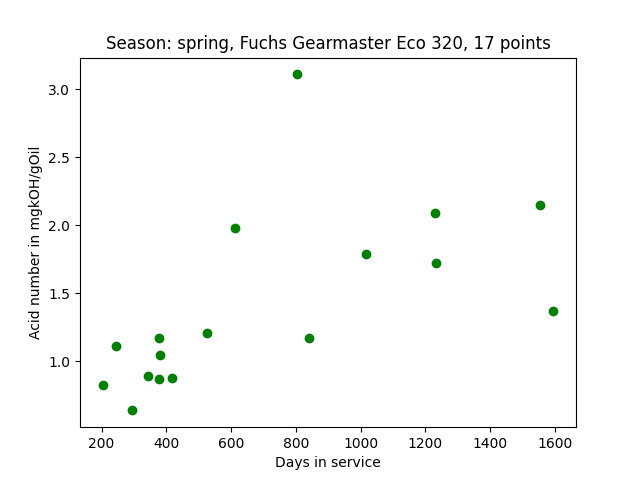 Season: spring, Fuchs Gearmaster Eco 320, 17 points
Acid number in mgkOH/gOil
3.0
2.5
2.0
1.5
1.0
200 400 600 800 1000 1200 1400 1600
Days in service